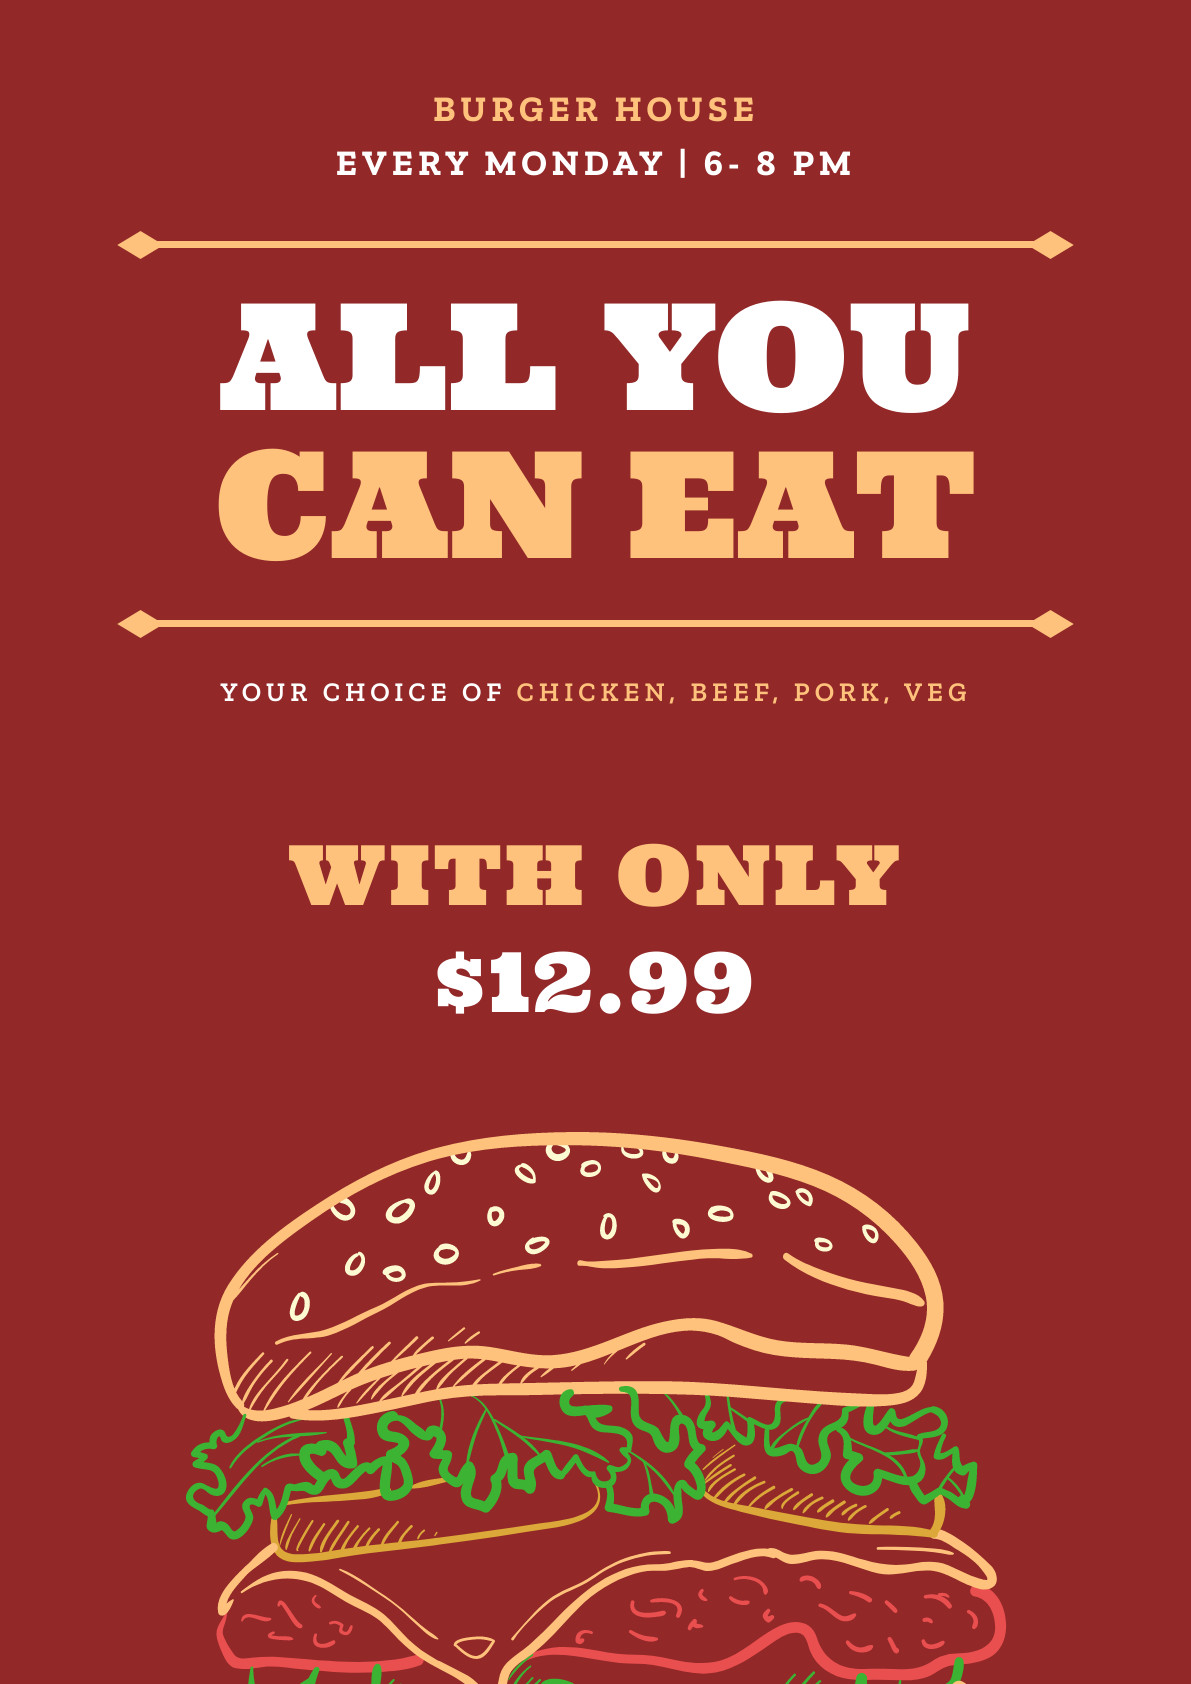 BURGER HOUSE
EVERY MONDAY | 6- 8 PM
ALL YOU
CAN EAT
YOUR CHOICE OF CHICKEN, BEEF, PORK, VEG
WITH ONLY
$12.99